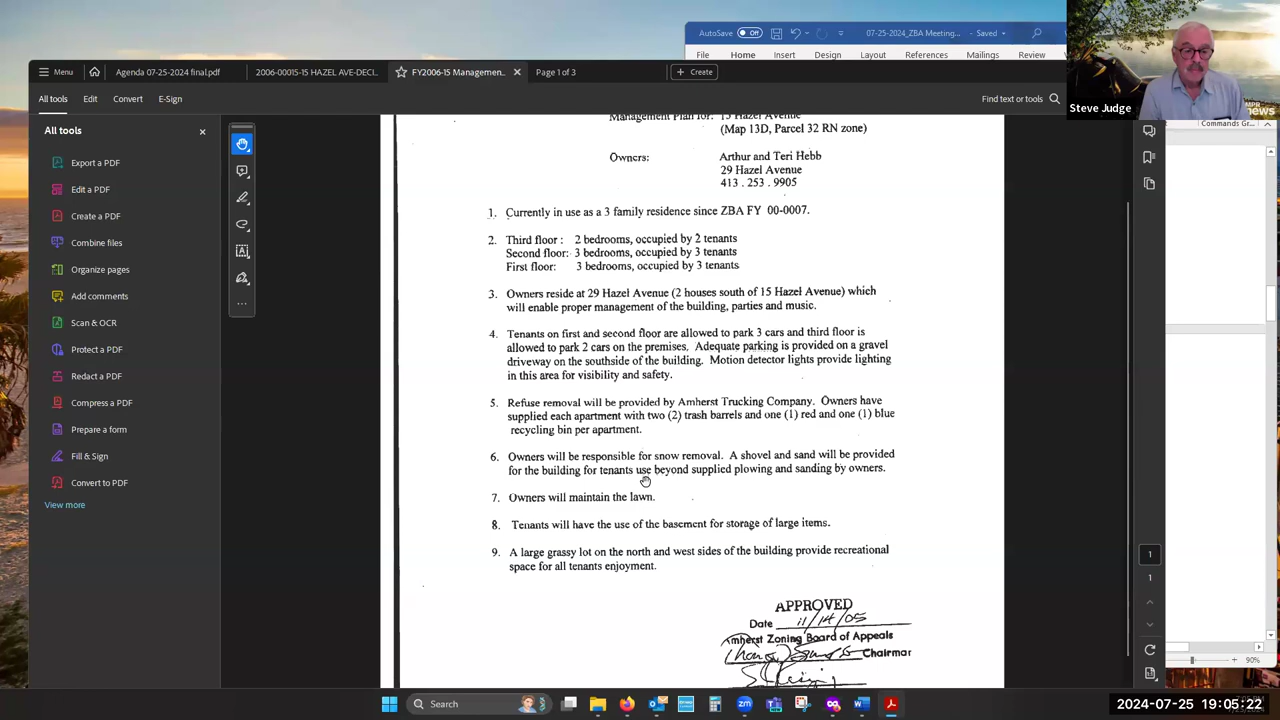 AutoSave Off 07-25-2024_ZBA Meeting... - Saved
File Home Insert Design Layout References Mailings Review
Steve Judge
MPR news
Menu Agenda 07-25-2024 final.pdf 2006-00015-15 HAZEL AVE-DECI... FY2006-15 Managemen... Page 1 of 3 Create
All tools Edit Convert E-Sign Find text or tools
Commands Gr...
All tools
Export a PDF
Edit a PDF
Create a PDF
Combine files
Organize pages
Add comments
Scan & OCR
Protect a PDF
Redact a PDF
Compress a PDF
Prepare a form
Fill & Sign
Convert to PDF
View more
Management Plan for: 15 Hazel Avenue
(Map 13D, Parcel 32 RN zone)
Owners: Arthur and Teri Hebb
29 Hazel Avenue
413 . 253 . 9905
1. Currently in use as a 3 family residence since ZBA FY 00-0007.
2. Third floor : 2 bedrooms, occupied by 2 tenants
Second floor: 3 bedrooms, occupied by 3 tenants
First floor: 3 bedrooms, occupied by 3 tenants
3. Owners reside at 29 Hazel Avenue (2 houses south of 15 Hazel Avenue) which
will enable proper management of the building, parties and music.
4. Tenants on first and second floor are allowed to park 3 cars and third floor is
allowed to park 2 cars on the premises. Adequate parking is provided on a gravel
driveway on the southside of the building. Motion detector lights provide lighting
in this area for visibility and safety.
5. Refuse removal will be provided by Amherst Trucking Company. Owners have
supplied each apartment with two (2) trash barrels and one (1) red and one (1) blue
recycling bin per apartment.
6. Owners will be responsible for snow removal. A shovel and sand will be provided
for the building for tenants use beyond supplied plowing and sanding by owners.
7. Owners will maintain the lawn.
8. Tenants will have the use of the basement for storage of large items.
9. A large grassy lot on the north and west sides of the building provide recreational
space for all tenants enjoyment.
APPROVED
Date 11/14/05
Amherst Zoning Board of Appeals
Chairman
1
1
90%
Search
2024-07-25 19:05:22